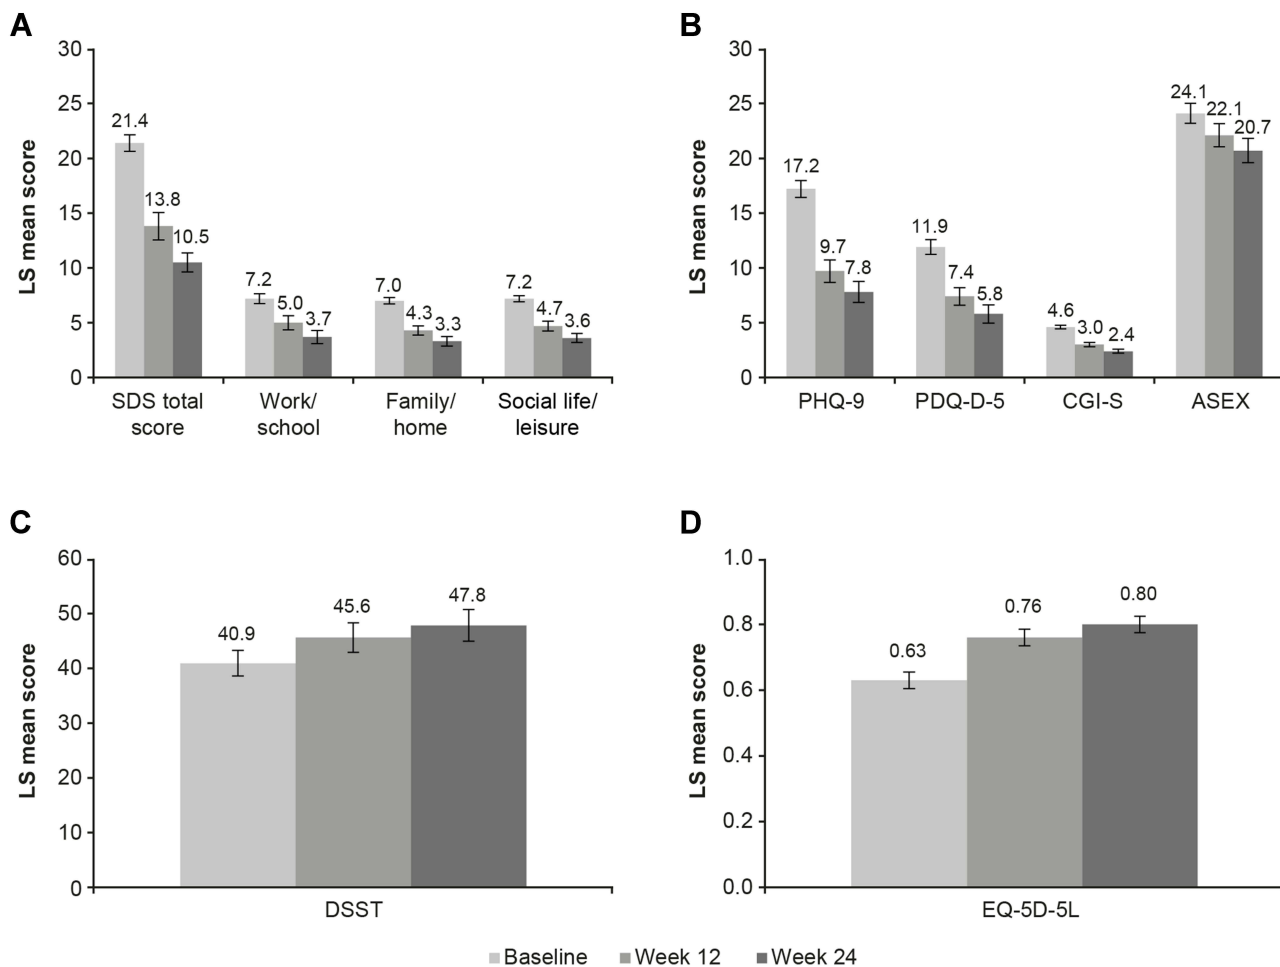 A
LS mean score
30
25
20
15
10
5
0
21.4
13.8
10.5
7.2
5.0
3.7
7.0
4.3
3.3
7.2
4.7
3.6
SDS total
score
Work/
school
Family/
home
Social life/
leisure
B
LS mean score
30
25
20
15
10
5
0
17.2
9.7
7.8
11.9
7.4
5.8
4.6
3.0
2.4
24.1
22.1
20.7
PHQ-9
PDQ-D-5
CGI-S
ASEX
C
LS mean score
60
50
40
30
20
10
0
40.9
45.6
47.8
DSST
D
LS mean score
1.0
0.8
0.6
0.4
0.2
0.0
0.63
0.76
0.80
EQ-5D-5L
Baseline Week 12 Week 24